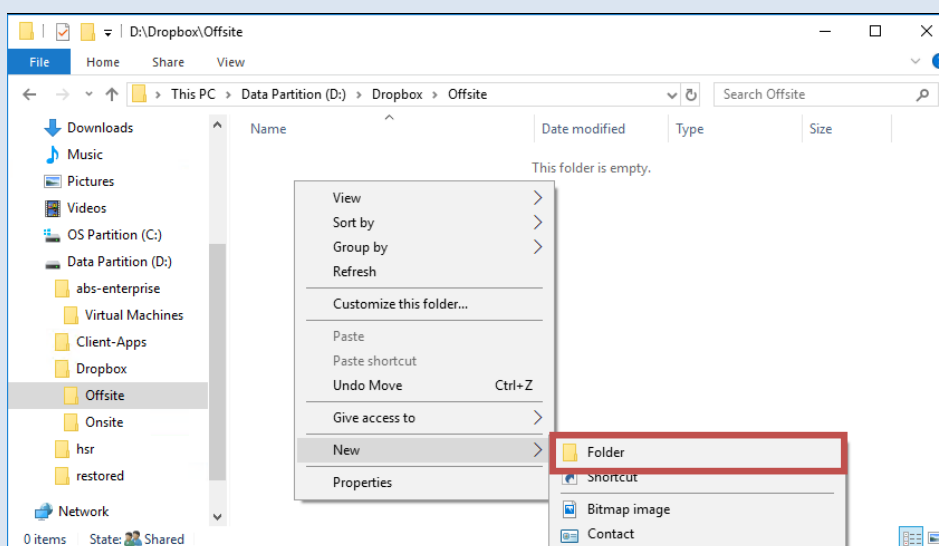 D:\Dropbox\Offsite
File Home Share View
This PC > Data Partition (D:) > Dropbox > Offsite
Search Offsite
Downloads
Music
Pictures
Videos
OS Partition (C:)
Data Partition (D:)
abs-enterprise
Virtual Machines
Client-Apps
Dropbox
Offsite
Onsite
hsr
restored
Network
Name Date modified Type Size
This folder is empty.
View
Sort by
Group by
Refresh
Customize this folder...
Paste
Paste shortcut
Undo Move Ctrl+Z
Give access to
New
Properties
Folder
Shortcut
Bitmap image
Contact
0 items State: Shared